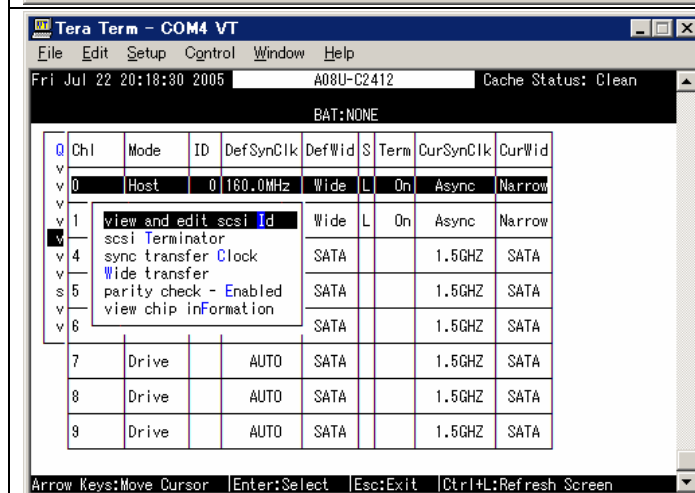 Tera Term - COM4 VT
File Edit Setup Control Window Help
Fri Jul 22 20:18:30 2005 A08U-C2412 Cache Status: Clean
BAT:NONE
Q Chl Mode ID DefSynClk DefWid S Term CurSynClk CurWid
v
v 0 Host 0 160.0MHz Wide L On Async Narrow
v
v 1 view and edit scsi Id Wide L On Async Narrow
v scsi Terminator
v 4 sync transfer Clock SATA 1.5GHZ SATA
v Wide transfer
s 5 parity check - Enabled SATA 1.5GHZ SATA
v view chip inFormation
v 6 SATA 1.5GHZ SATA
7 Drive AUTO SATA 1.5GHZ SATA
8 Drive AUTO SATA 1.5GHZ SATA
9 Drive AUTO SATA 1.5GHZ SATA
Arrow Keys:Move Cursor |Enter:Select |Esc:Exit |Ctrl+L:Refresh Screen